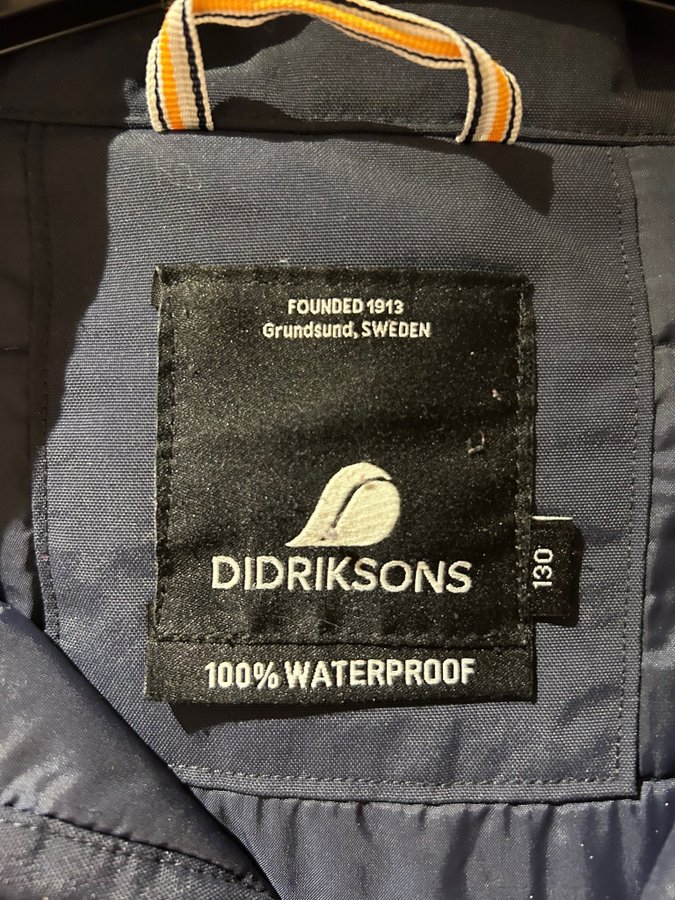 FOUNDED 1913
Grundsund, SWEDEN
DIDRIKSONS
130
100% WATERPROOF